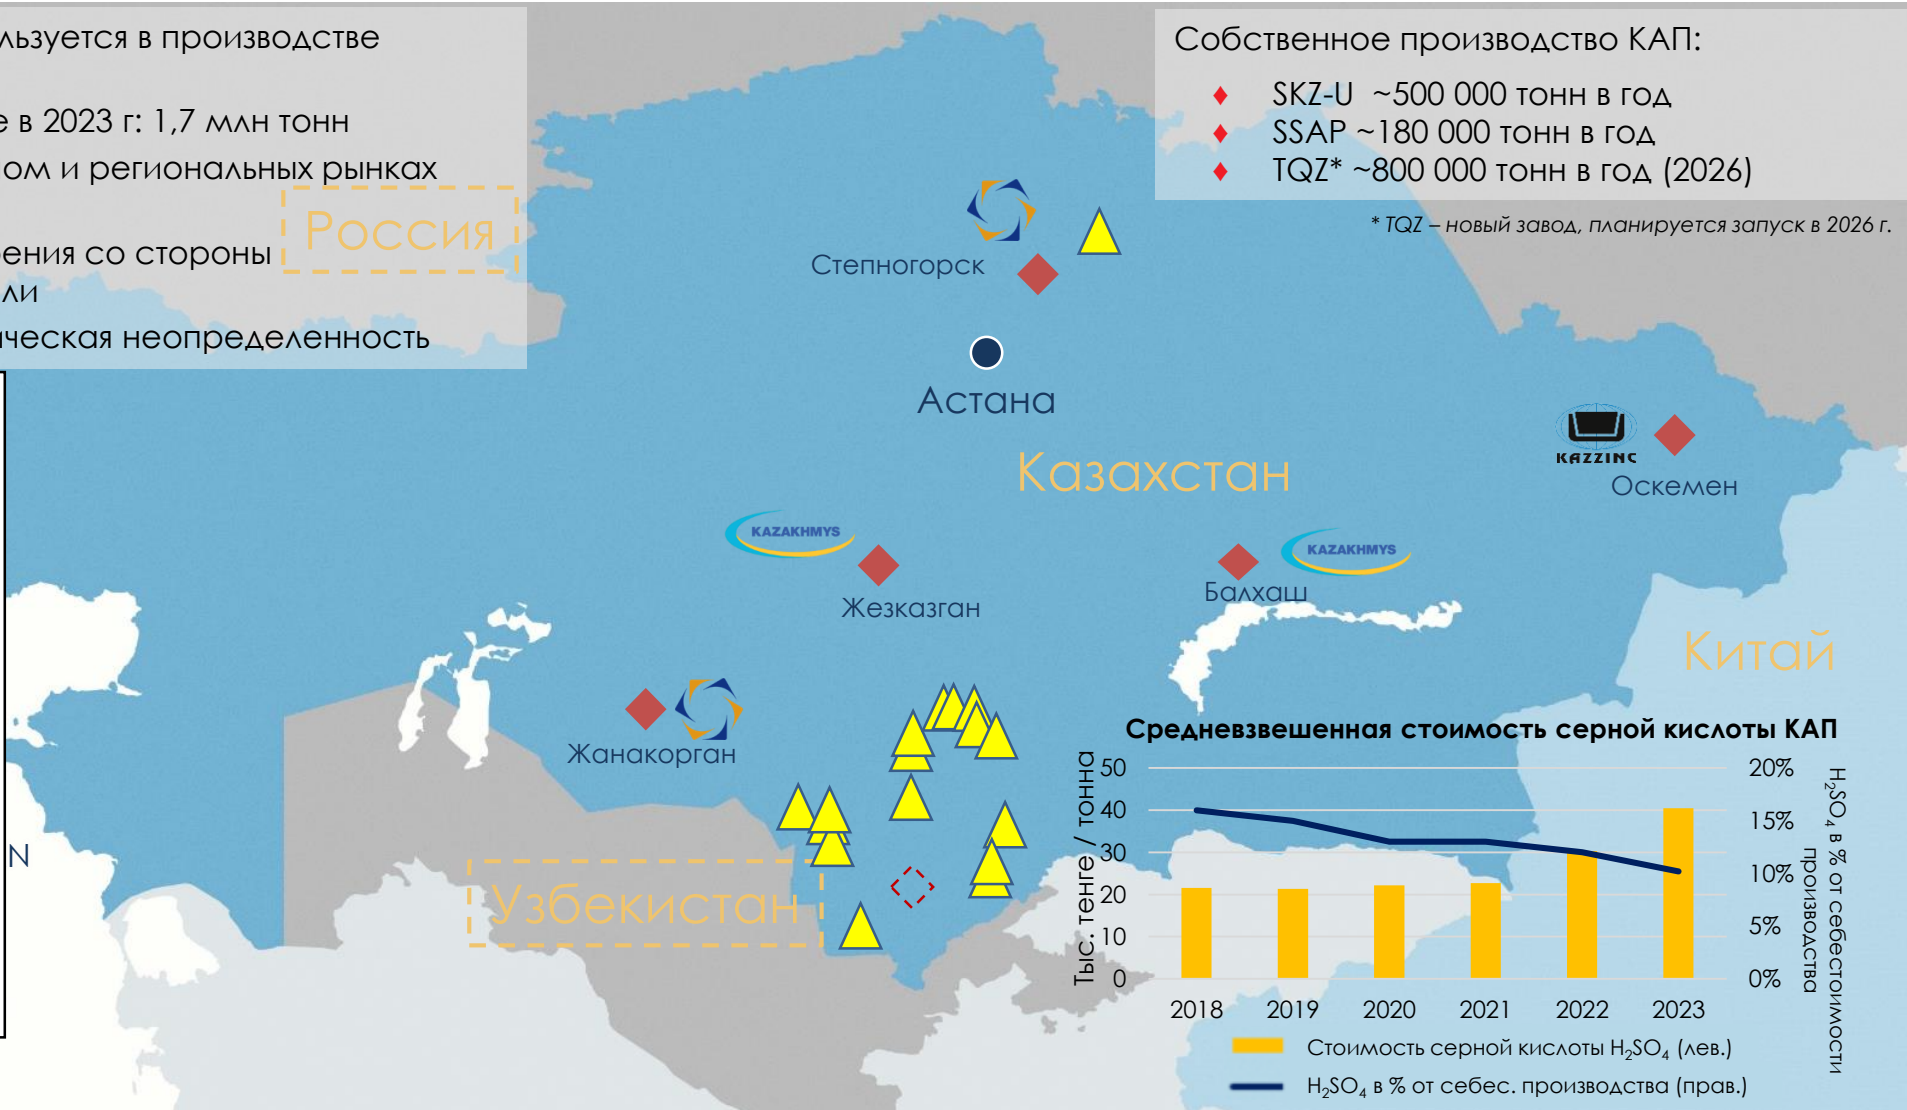 льзуется в производстве
е в 2023 г: 1,7 млн тонн
ом и региональных рынках
ения со стороны
ли
ическая неопределенность
Россия
Собственное производство КАП:
SKZ-U ~500 000 тонн в год
SSAP ~180 000 тонн в год
TQZ* ~800 000 тонн в год (2026)
* TQZ – новый завод, планируется запуск в 2026 г.
Степногорск
Астана
Казахстан
KAZZINC
Оскемен
KAZAKHMYS
Жезказган
KAZAKHMYS
Балхаш
Китай
Жанакорган
Узбекистан
N
Средневзвешенная стоимость серной кислоты КАП
Тыс. тенге / тонна
50
40
30
20
10
0
20%
15%
10%
5%
0%
H₂SO₄ в % от себестоимости
производства
2018 2019 2020 2021 2022 2023
Стоимость серной кислоты H₂SO₄ (лев.)
H₂SO₄ в % от себес. производства (прав.)